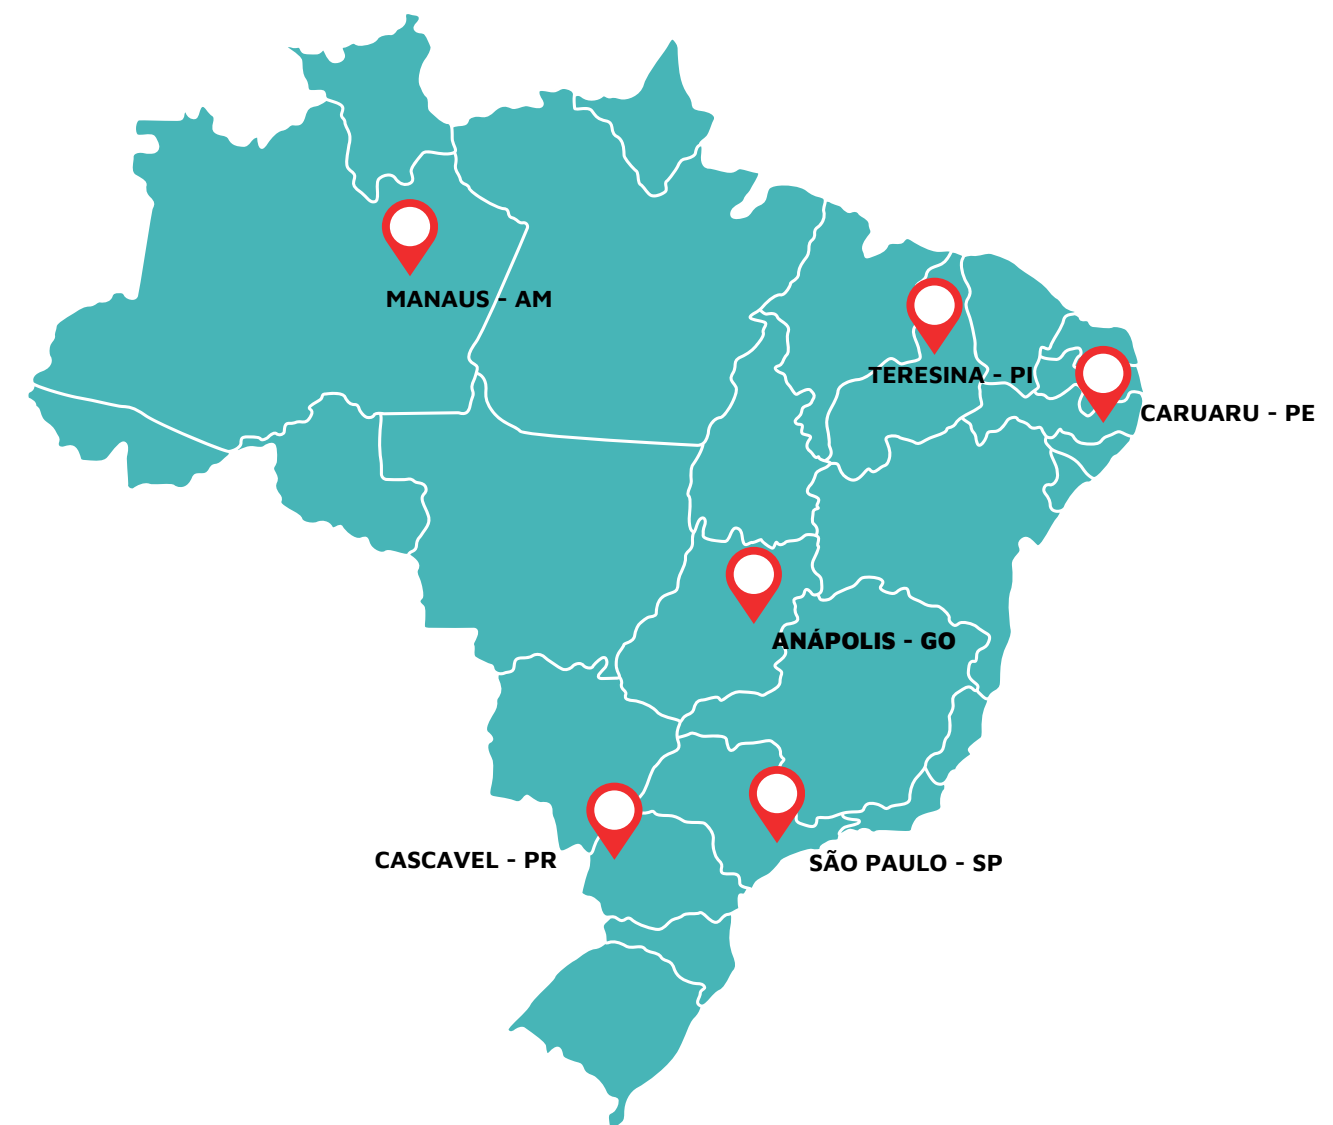 MANAUS - AM
TERESINA - PI
CARUARU - PE
ANÁPOLIS - GO
CASCAVEL - PR
SÃO PAULO - SP